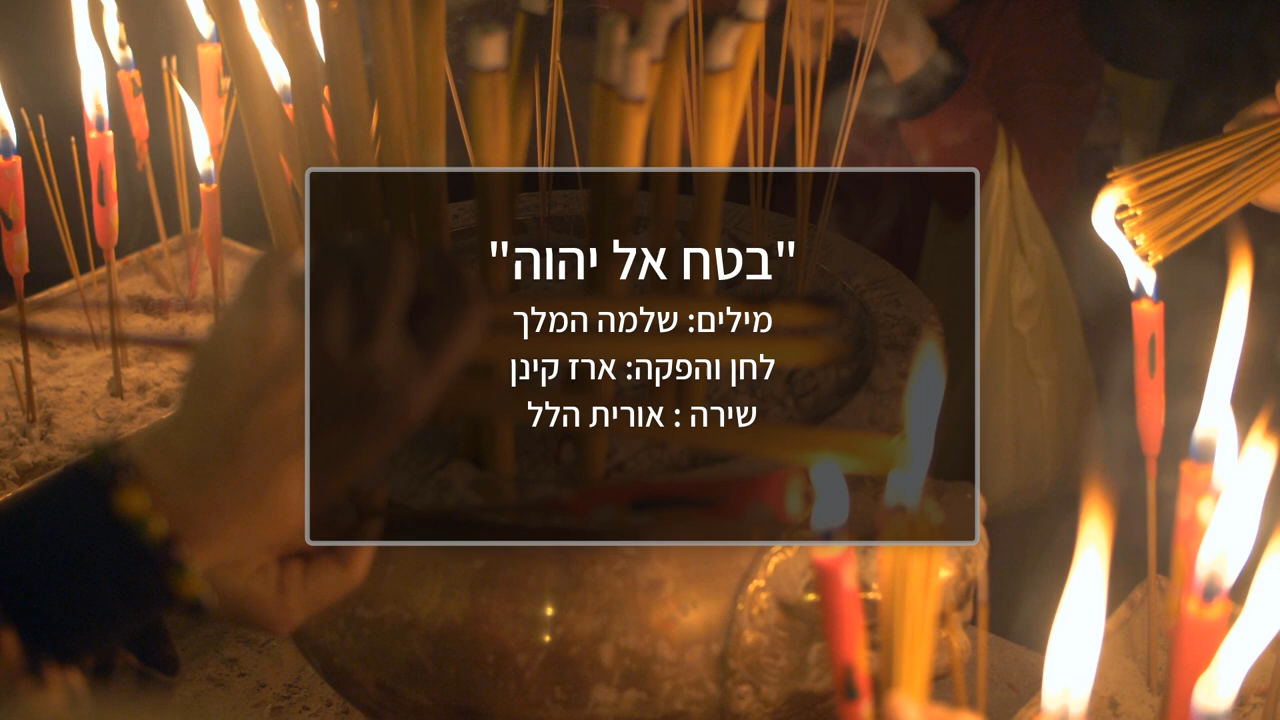 "בטח אל יהוה"
מילים: שלמה המלך
לחן והפקה: ארז קינן
שירה : אורית הלל